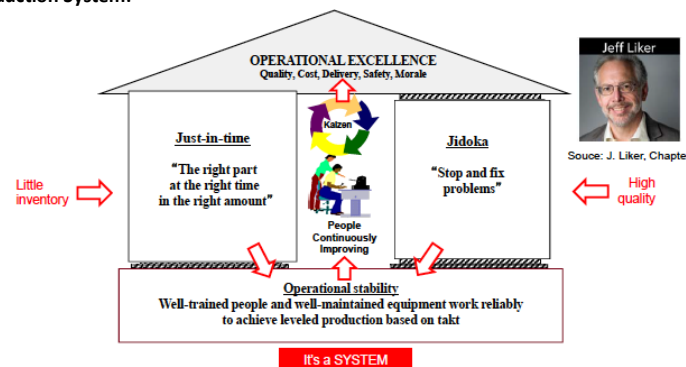 duction System.
OPERATIONAL EXCELLENCE
Quality, Cost, Delivery, Safety, Morale
Jeff Liker
Kaizen
Just-in-time
Jidoka
Souce: J. Liker, Chapte
“The right part
at the right time
in the right amount”
“Stop and fix
problems”
Little
inventory
High
quality
People
Continuously
Improving
Operational stability
Well-trained people and well-maintained equipment work reliably
to achieve leveled production based on takt
It's a SYSTEM